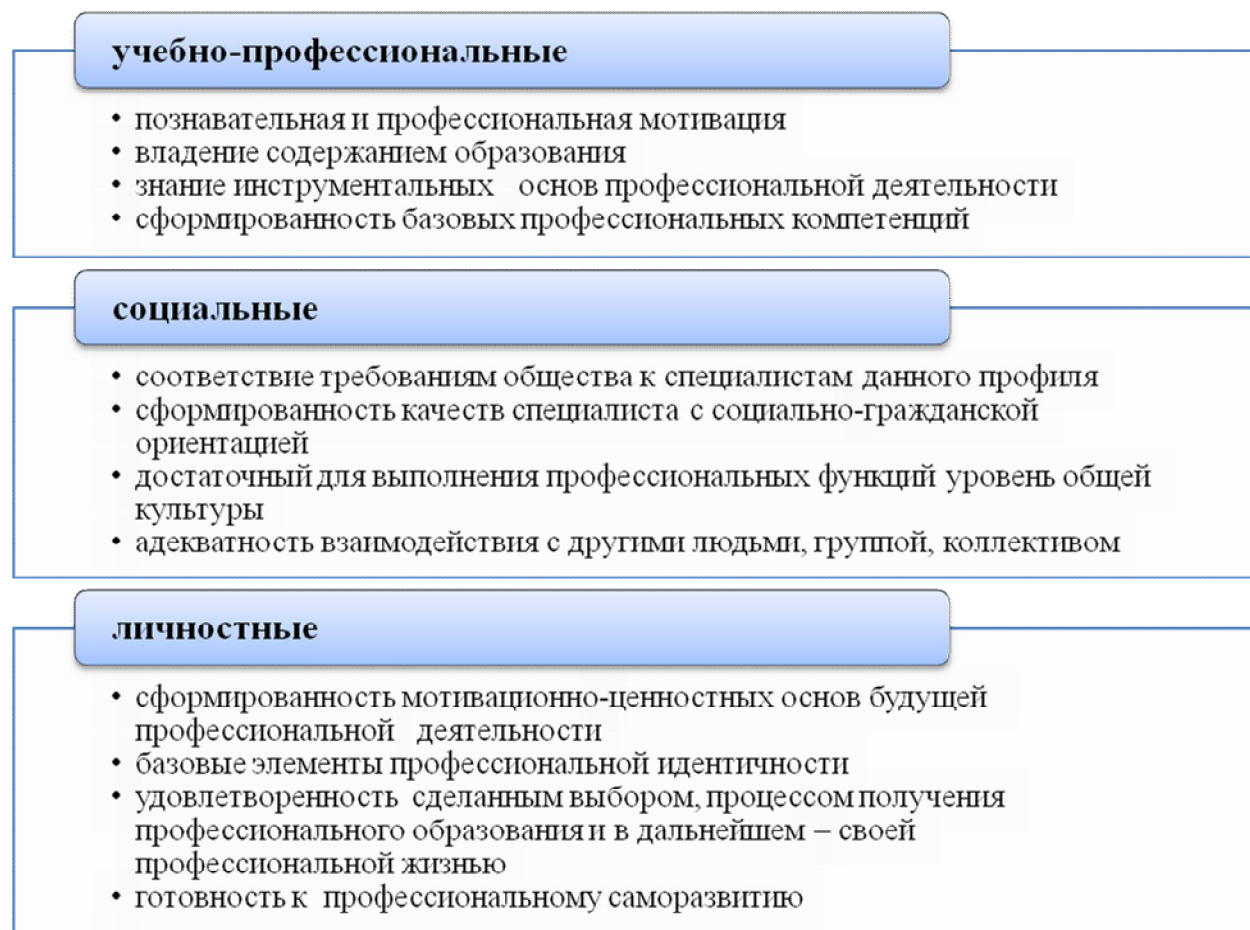 учебно-профессиональные
• познавательная и профессиональная мотивация
• владение содержанием образования
• знание инструментальных основ профессиональной деятельности
• сформированность базовых профессиональных компетенций
социальные
• соответствие требованиям общества к специалистам данного профиля
• сформированность качеств специалиста с социально-гражданской
ориентацией
• достаточный для выполнения профессиональных функций уровень общей
культуры
• адекватность взаимодействия с другими людьми, группой, коллективом
личностные
• сформированность мотивационно-ценностных основ будущей
профессиональной деятельности
• базовые элементы профессиональной идентичности
• удовлетворенность сделанным выбором, процессом получения
профессионального образования и в дальнейшем – своей
профессиональной жизнью
• готовность к профессиональному саморазвитию